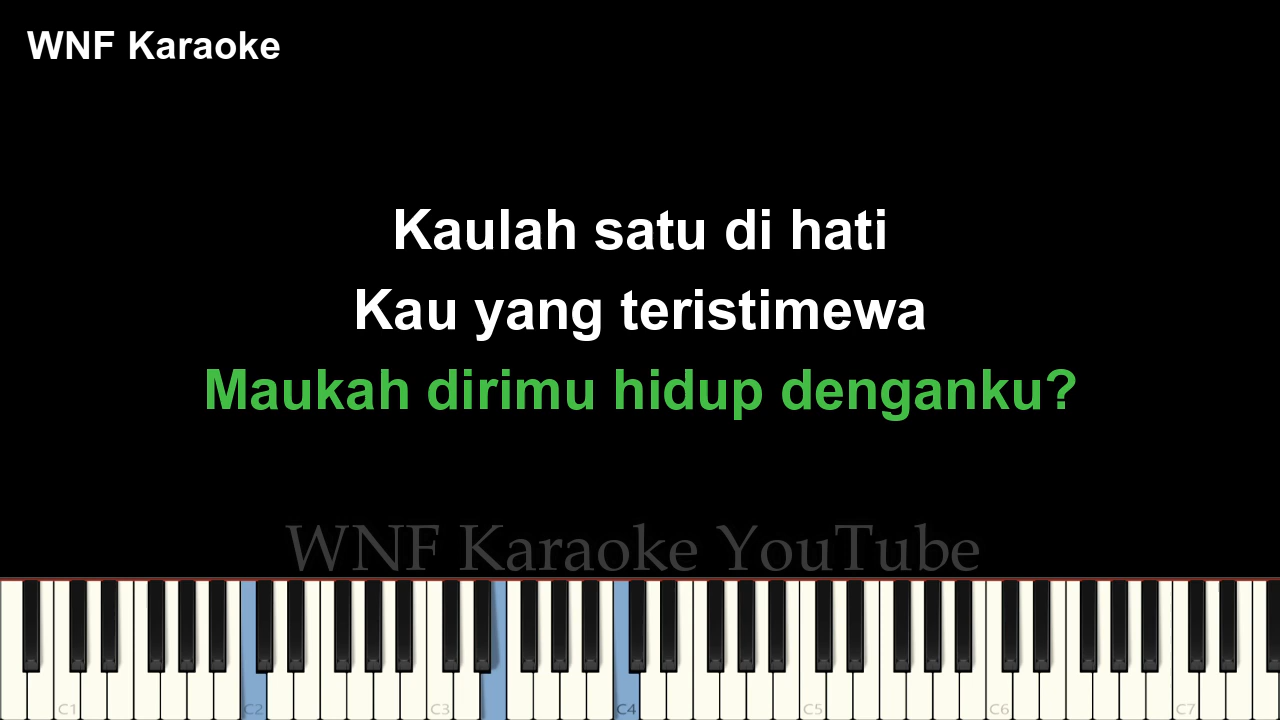 WNF Karaoke
Kaulah satu di hati
Kau yang teristimewa
Maukah dirimu hidup denganku?
WNF Karaoke YouTube
C1 C2 C3 C4 C5 C6 C7